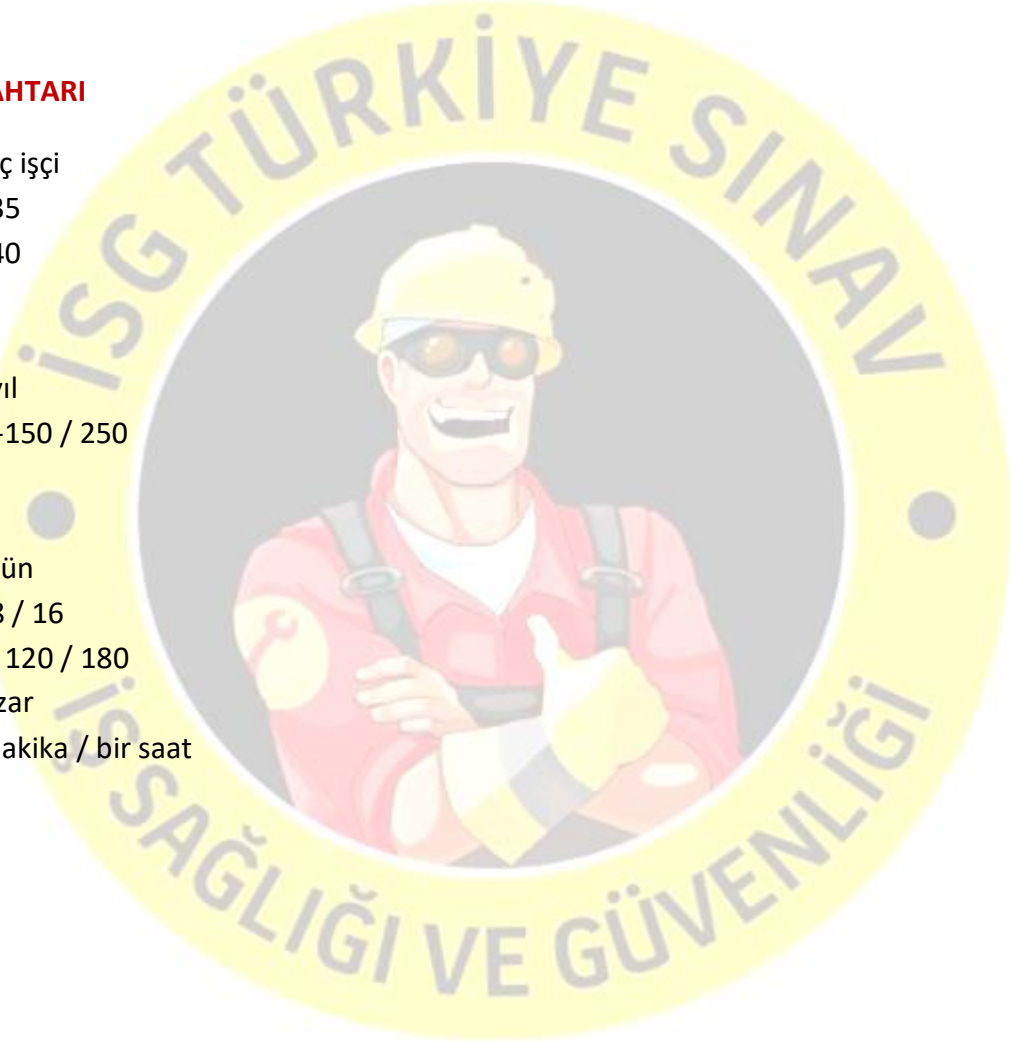 AHTARI
İSG TÜRKİYE SINAV
ç işçi
35
40
yıl
-150 / 250
ün
8 / 16
120 / 180
zar
akika / bir saat
İŞ SAĞLIĞI VE GÜVENLİĞİ